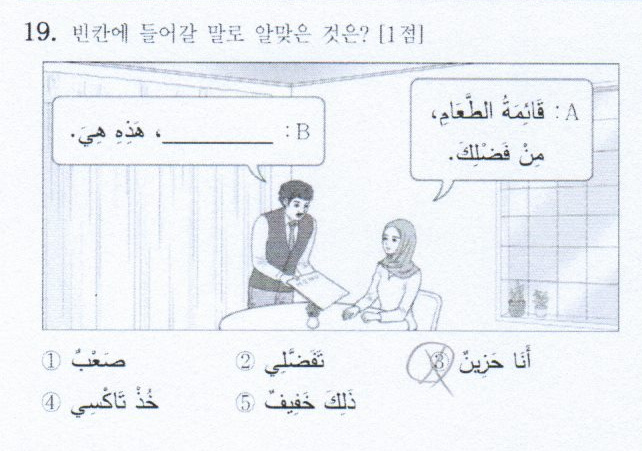 19. 빈칸에 들어갈 말로 알맞은 것은? [1점]
A : قَائِمَةُ الطَّعَامِ،
مِنْ فَضْلِكَ.
B : __________، هَذِهِ هِيَ.
① صَعْبٌ ② تَفَضَّلِي ③ أَنَا حَزِينٌ
④ خُذْ تَاكْسِي ⑤ ذَلِكَ خَفِيفٌ